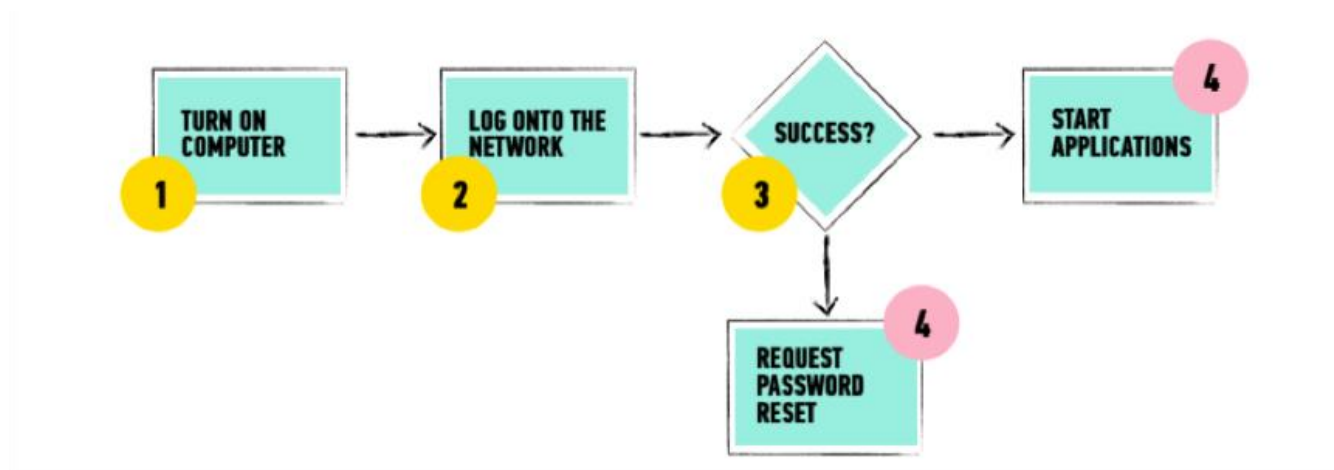 TURN ON
COMPUTER
1
LOG ONTO THE
NETWORK
2
SUCCESS?
3
START
APPLICATIONS
4
REQUEST
PASSWORD
RESET
4